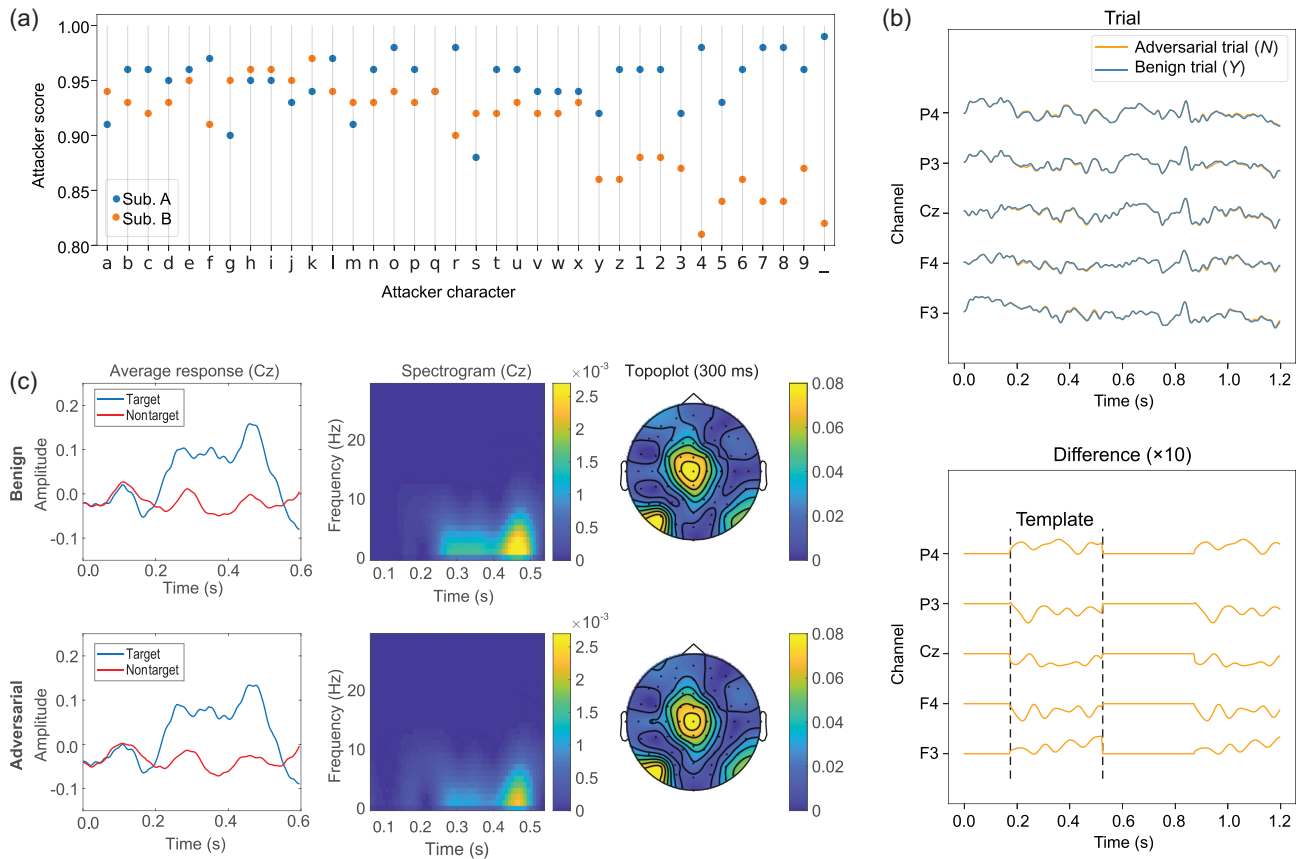 (a)
1.00
0.95
0.90
0.85
0.80
Attacker score
Sub. A
Sub. B
a b c d e f g h i j k l m n o p q r s t u v w x y z 1 2 3 4 5 6 7 8 9 _
Attacker character
(b)
Trial
Adversarial trial (N)
Benign trial (Y)
P4
P3
Cz
F4
F3
Channel
0.0 0.2 0.4 0.6 0.8 1.0 1.2
Time (s)
Difference (×10)
Template
P4
P3
Cz
F4
F3
Channel
0.0 0.2 0.4 0.6 0.8 1.0 1.2
Time (s)
(c)
Average response (Cz)
Benign
Amplitude
0.2
0.1
0.0
-0.1
Target
Nontarget
0.0 0.2 0.4 0.6
Time (s)
Spectrogram (Cz)
Frequency (Hz)
20
10
0
0.1 0.2 0.3 0.4 0.5
Time (s)
×10⁻³
2.5
2
1.5
1
0.5
0
Topoplot (300 ms)
0.08
0.06
0.04
0.02
0
Adversarial
Amplitude
0.2
0.1
0.0
-0.1
Target
Nontarget
0.0 0.2 0.4 0.6
Time (s)
Frequency (Hz)
20
10
0
0.1 0.2 0.3 0.4 0.5
Time (s)
×10⁻³
2.5
2
1.5
1
0.5
0
0.08
0.06
0.04
0.02
0